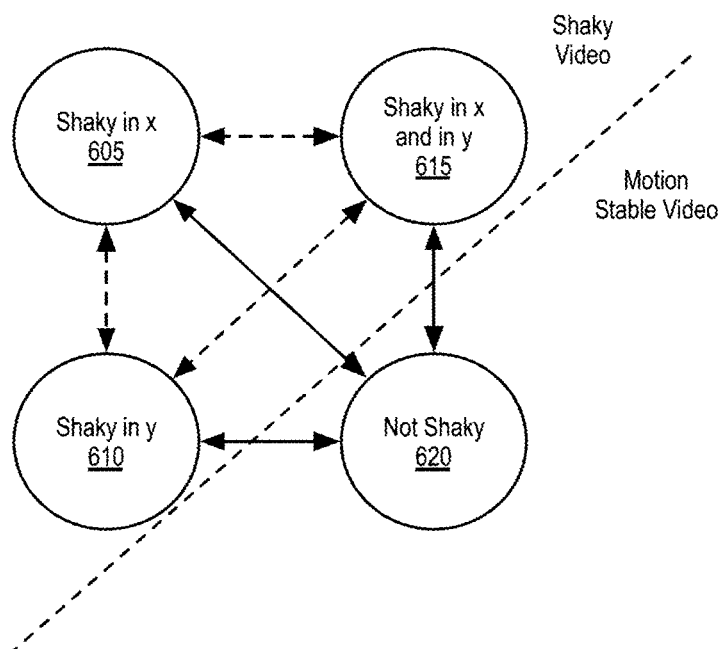 Shaky
Video
Shaky in x
605
Shaky in x
and in y
615
Motion
Stable Video
Shaky in y
610
Not Shaky
620